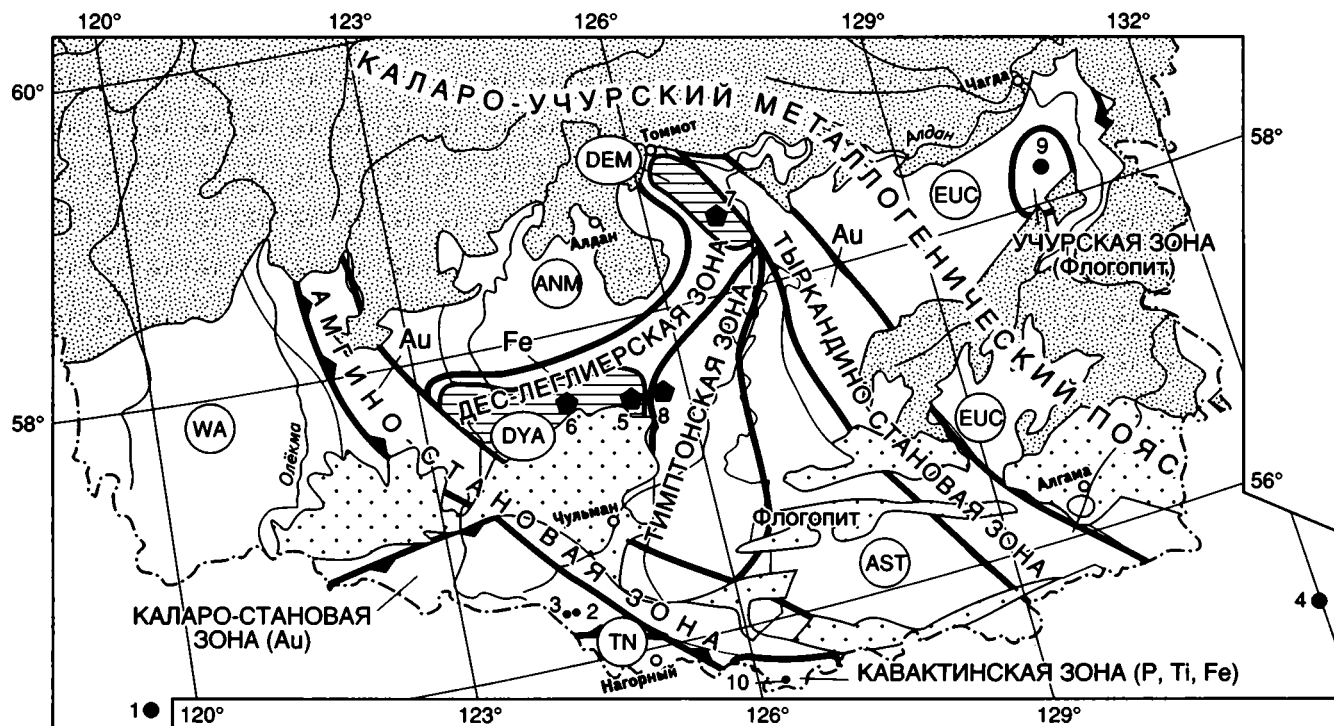 120°
123°
126°
129°
132°
60°
58°
КАЛАРО-УЧУРСКИЙ МЕТАЛЛОГЕНИЧЕСКИЙ ПОЯС
Чагда
Томмот
Алдан
DEM
9
7
EUC
Au
УЧУРСКАЯ ЗОНА
(Флогопит)
Алдан
ANM
АМГИНО-СТАНОВАЯ ЗОНА
Au
Fe
ДЕС-ЛЕГЛИЕРСКАЯ ЗОНА
ТИМПТОНСКАЯ ЗОНА
ТЫРКАНДИНО-СТАНОВАЯ ЗОНА
58°
WA
Олёкма
DYA
6
5
8
EUC
56°
Алгама
Чульман
Флогопит
AST
КАЛАРО-СТАНОВАЯ
ЗОНА (Au)
3
2
TN
Нагорный
4
10
КАВАКТИНСКАЯ ЗОНА (P, Ti, Fe)
1
120°
123°
126°
129°